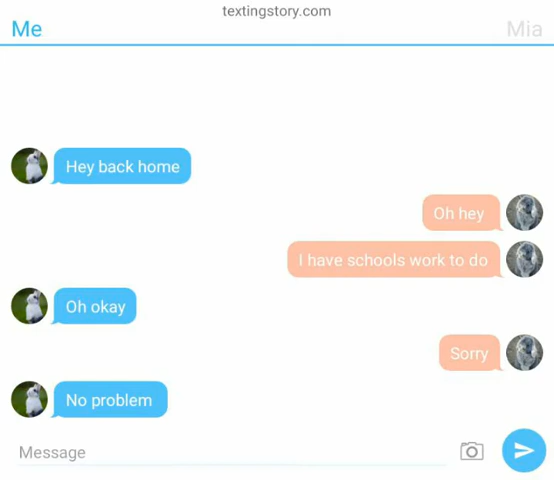 textingstory.com
Me
Mia
Hey back home
Oh hey
I have schools work to do
Oh okay
Sorry
No problem
Message